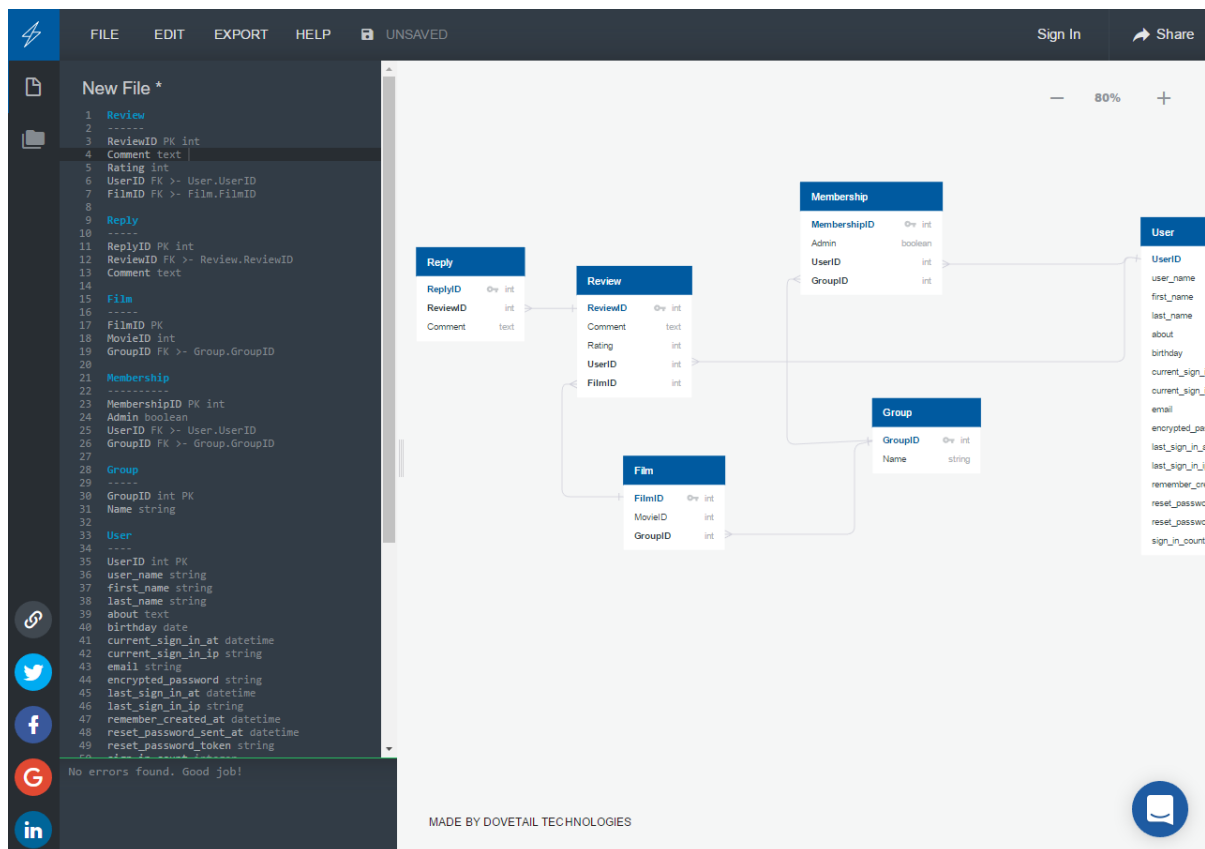 FILE EDIT EXPORT HELP UNSAVED Sign In Share
New File *
1 Review
2 ------
3 ReviewID PK int
4 Comment text
5 Rating int
6 UserID FK >- User.UserID
7 FilmID FK >- Film.FilmID
8
9 Reply
10 -----
11 ReplyID PK int
12 ReviewID FK >- Review.ReviewID
13 Comment text
14
15 Film
16 -----
17 FilmID PK
18 MovieID int
19 GroupID FK >- Group.GroupID
20
21 Membership
22 ----------
23 MembershipID PK int
24 Admin boolean
25 UserID FK >- User.UserID
26 GroupID FK >- Group.GroupID
27
28 Group
29 -----
30 GroupID int PK
31 Name string
32
33 User
34 ----
35 UserID int PK
36 user_name string
37 first_name string
38 last_name string
39 about text
40 birthday date
41 current_sign_in_at datetime
42 current_sign_in_ip string
43 email string
44 encrypted_password string
45 last_sign_in_at datetime
46 last_sign_in_ip string
47 remember_created_at datetime
48 reset_password_sent_at datetime
49 reset_password_token string
No errors found. Good job!
80%
Reply
ReplyID int
ReviewID int
Comment text
Review
ReviewID int
Comment text
Rating int
UserID int
FilmID int
Film
FilmID int
MovieID int
GroupID int
Membership
MembershipID int
Admin boolean
UserID int
GroupID int
Group
GroupID int
Name string
User
UserID
user_name
first_name
last_name
about
birthday
current_sign_
current_sign_
email
encrypted_pa
last_sign_in_a
last_sign_in_i
remember_cre
reset_passwo
reset_passwo
sign_in_count
MADE BY DOVETAIL TECHNOLOGIES